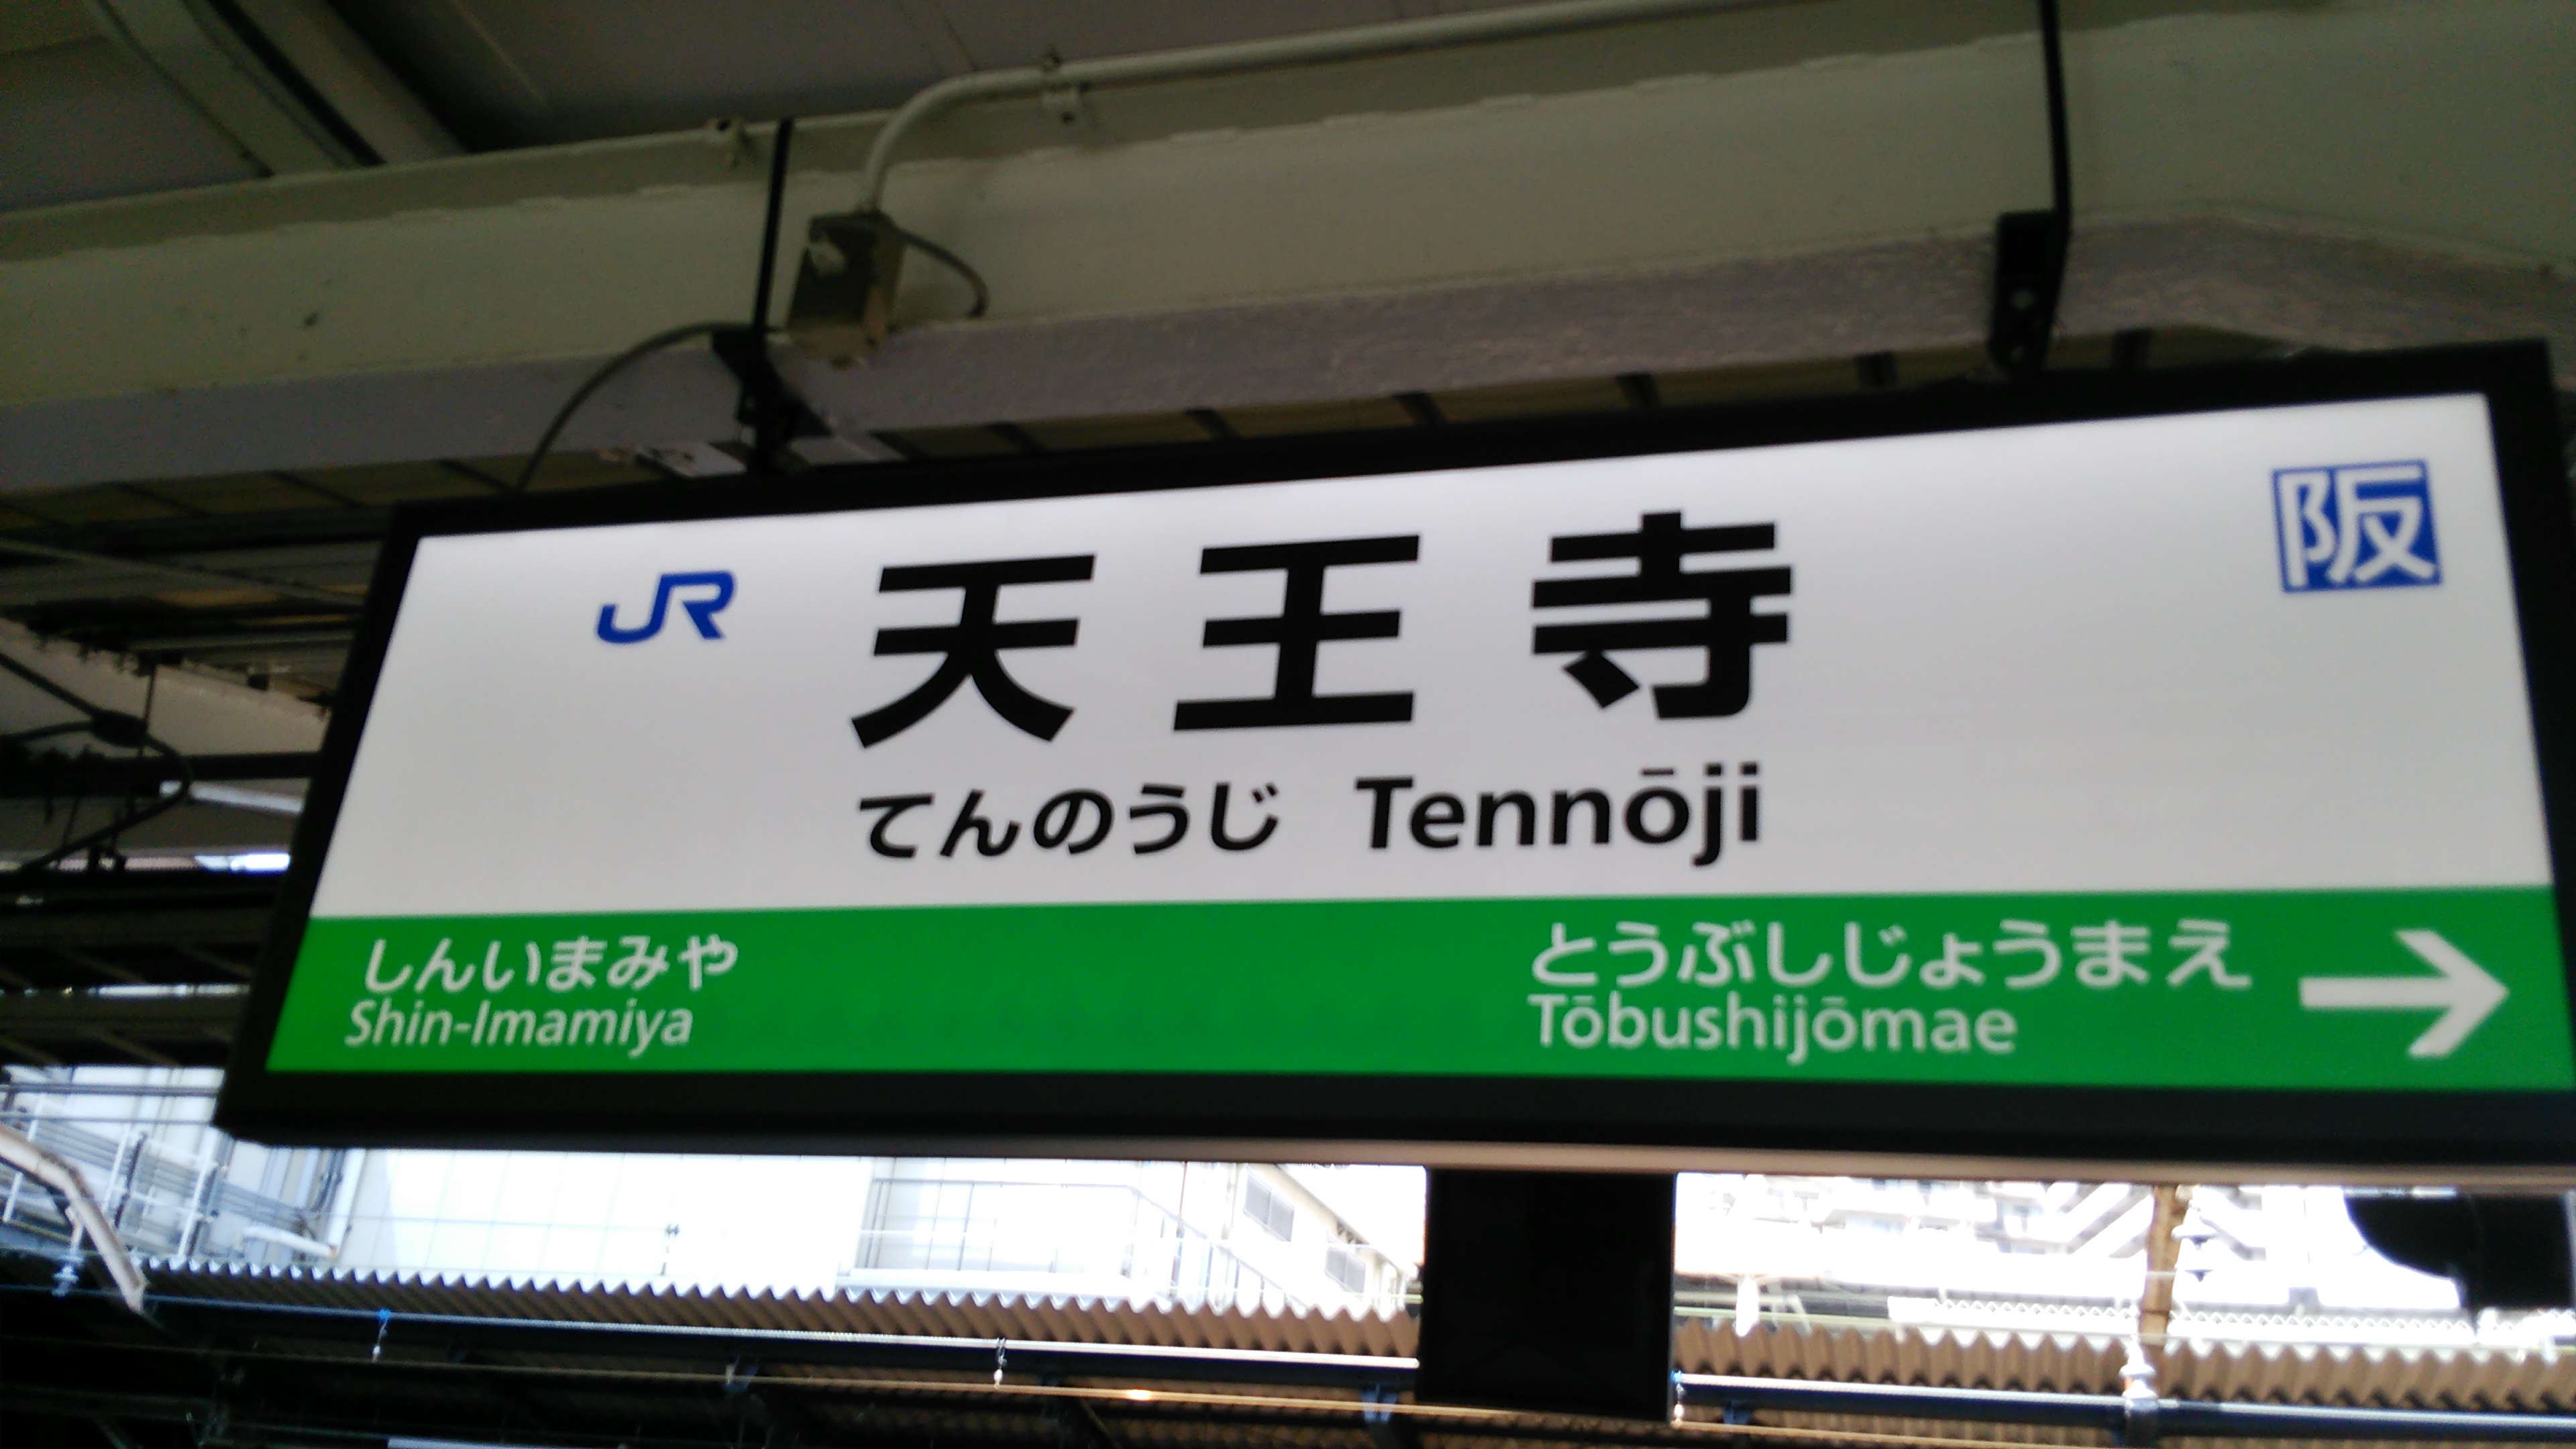 JR 天王寺 阪
てんのうじ Tennōji
しんいまみや とうぶしじょうまえ →
Shin-Imamiya Tōbushijōmae